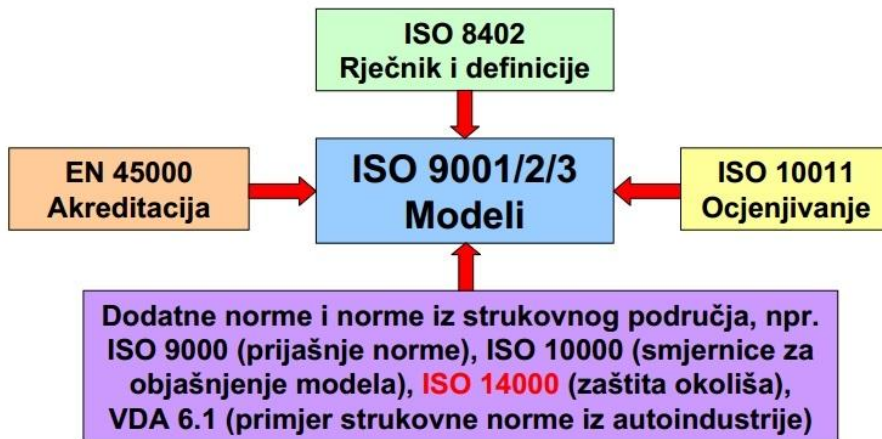 ISO 8402
Rječnik i definicije
EN 45000
Akreditacija
ISO 9001/2/3
Modeli
ISO 10011
Ocjenjivanje
Dodatne norme i norme iz strukovnog područja, npr.
ISO 9000 (prijašnje norme), ISO 10000 (smjernice za
objašnjenje modela), ISO 14000 (zaštita okoliša),
VDA 6.1 (primjer strukovne norme iz autoindustrije)